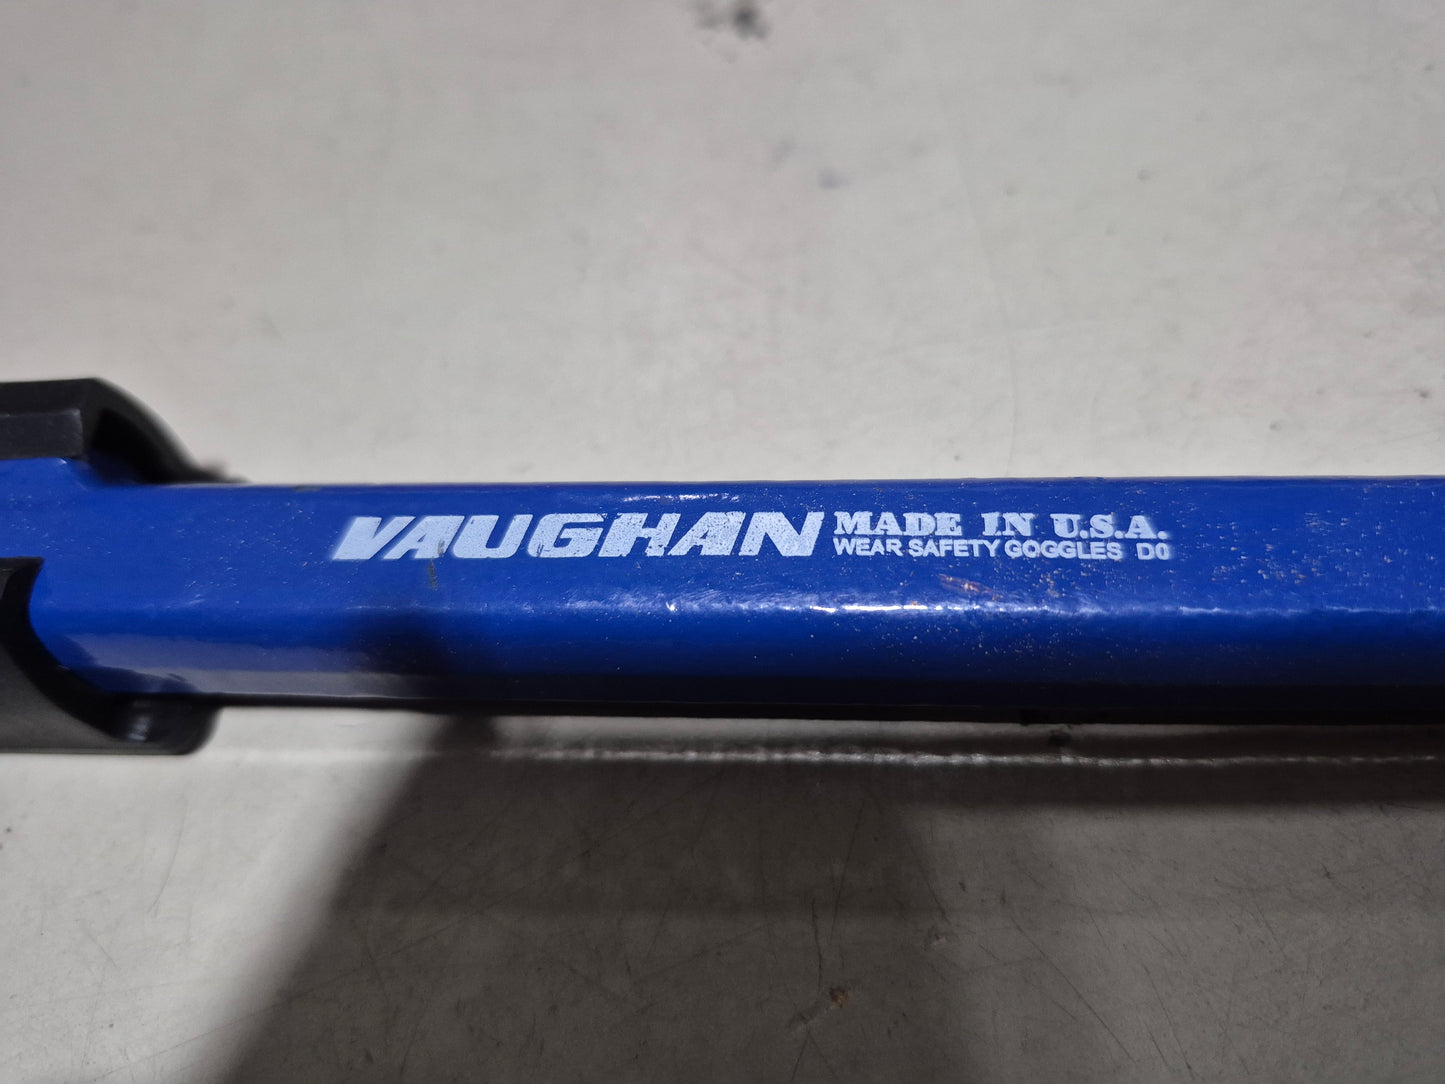 VAUGHAN
MADE IN U.S.A.
WEAR SAFETY GOGGLES D0